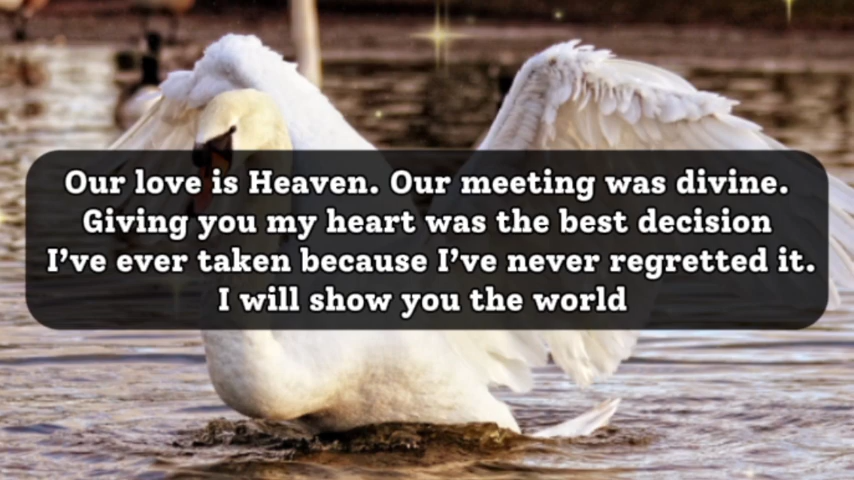 Our love is Heaven. Our meeting was divine.
Giving you my heart was the best decision
I’ve ever taken because I’ve never regretted it.
I will show you the world